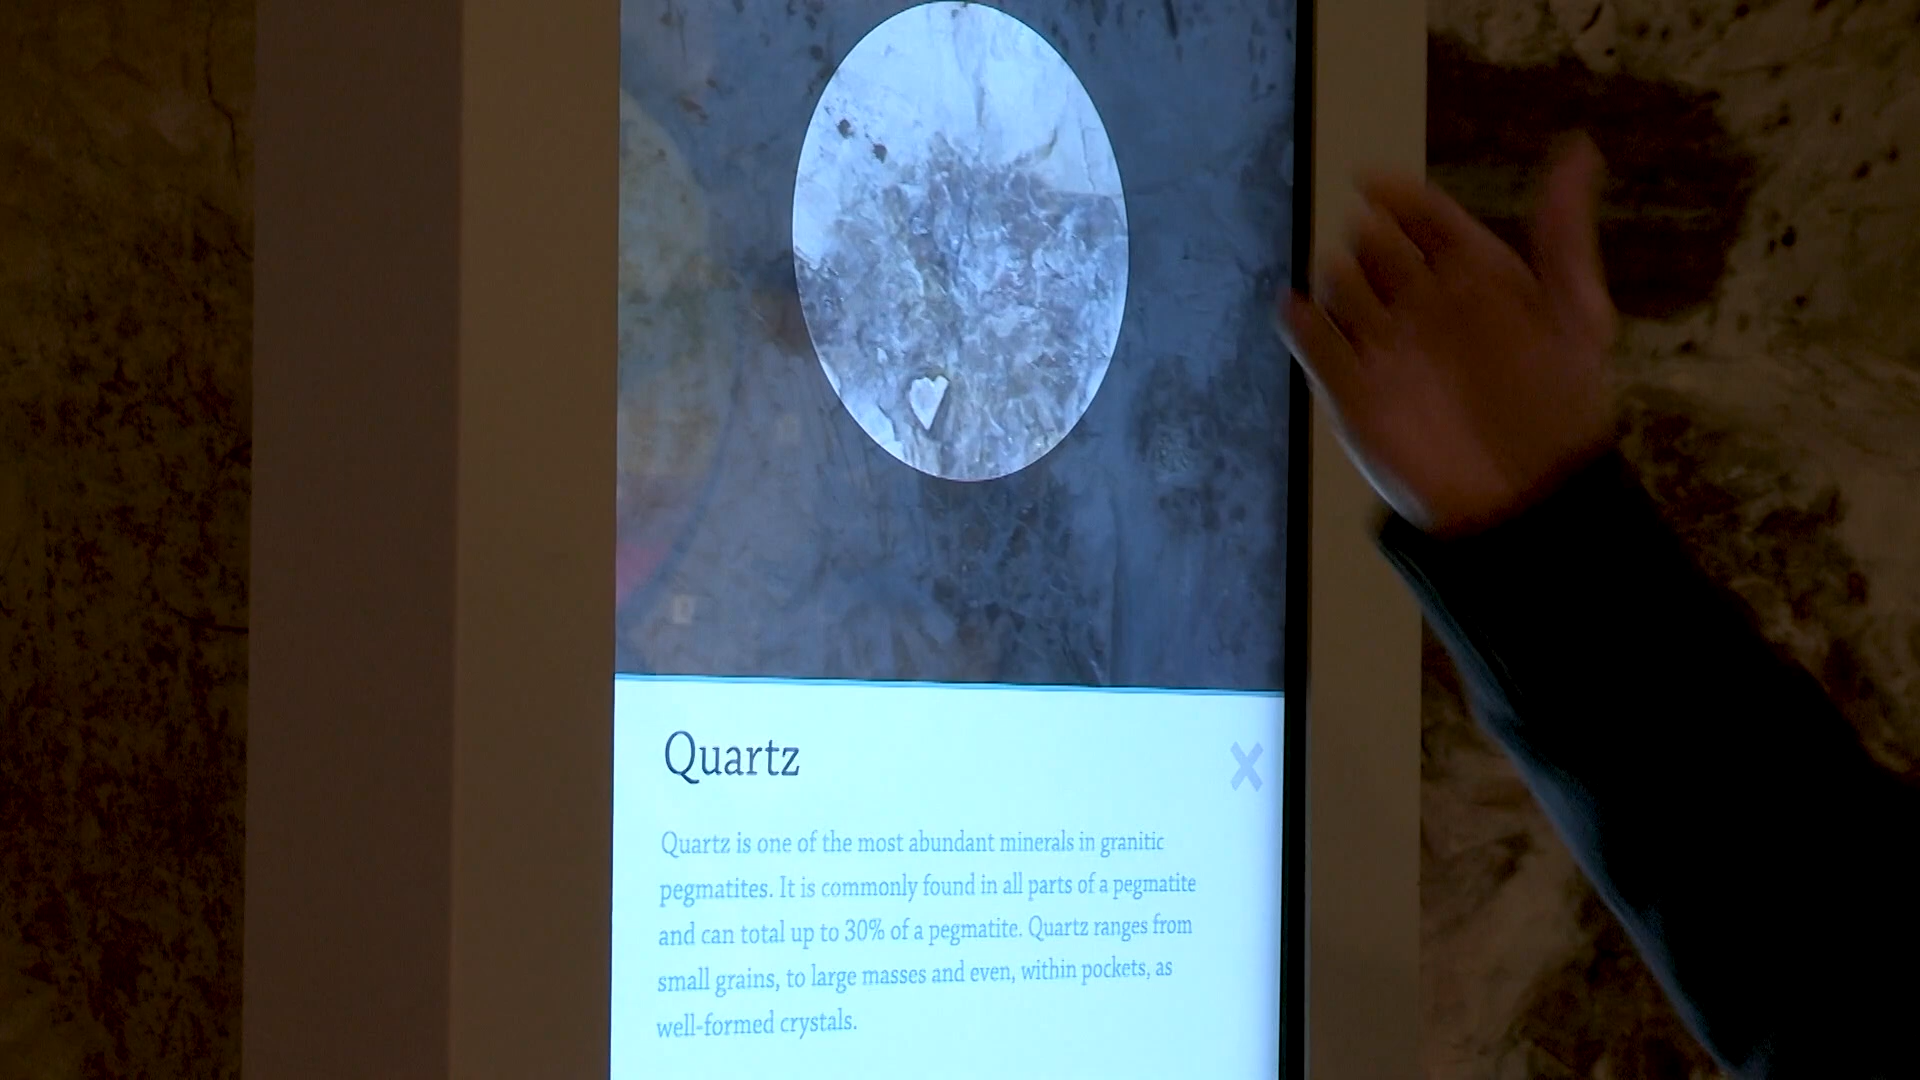 Quartz
Quartz is one of the most abundant minerals in granitic
pegmatites. It is commonly found in all parts of a pegmatite
and can total up to 30% of a pegmatite. Quartz ranges from
small grains, to large masses and even, within pockets, as
well-formed crystals.